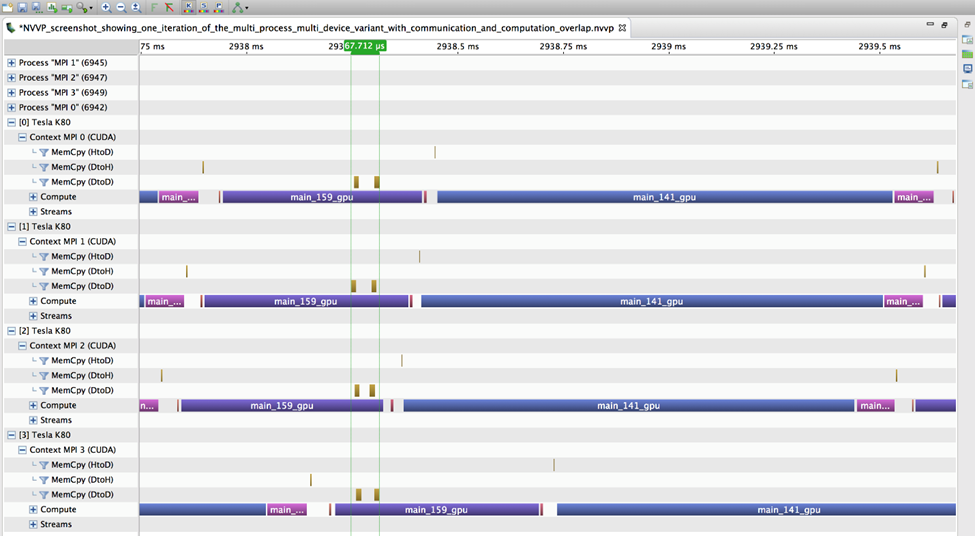 *NVVP_screenshot_showing_one_iteration_of_the_multi_process_multi_device_variant_with_communication_and_computation_overlap.nvvp
75 ms 2938 ms 293 67.712 µs 2938.5 ms 2938.75 ms 2939 ms 2939.25 ms 2939.5 ms
Process "MPI 1" (6945)
Process "MPI 2" (6947)
Process "MPI 3" (6949)
Process "MPI 0" (6942)
[0] Tesla K80
Context MPI 0 (CUDA)
MemCpy (HtoD)
MemCpy (DtoH)
MemCpy (DtoD)
Compute main_... main_159_gpu main_141_gpu main_...
Streams
[1] Tesla K80
Context MPI 1 (CUDA)
MemCpy (HtoD)
MemCpy (DtoH)
MemCpy (DtoD)
Compute main_... main_159_gpu main_141_gpu main_...
Streams
[2] Tesla K80
Context MPI 2 (CUDA)
MemCpy (HtoD)
MemCpy (DtoH)
MemCpy (DtoD)
Compute n... main_159_gpu main_141_gpu main_...
Streams
[3] Tesla K80
Context MPI 3 (CUDA)
MemCpy (HtoD)
MemCpy (DtoH)
MemCpy (DtoD)
Compute main_... main_159_gpu main_141_gpu
Streams